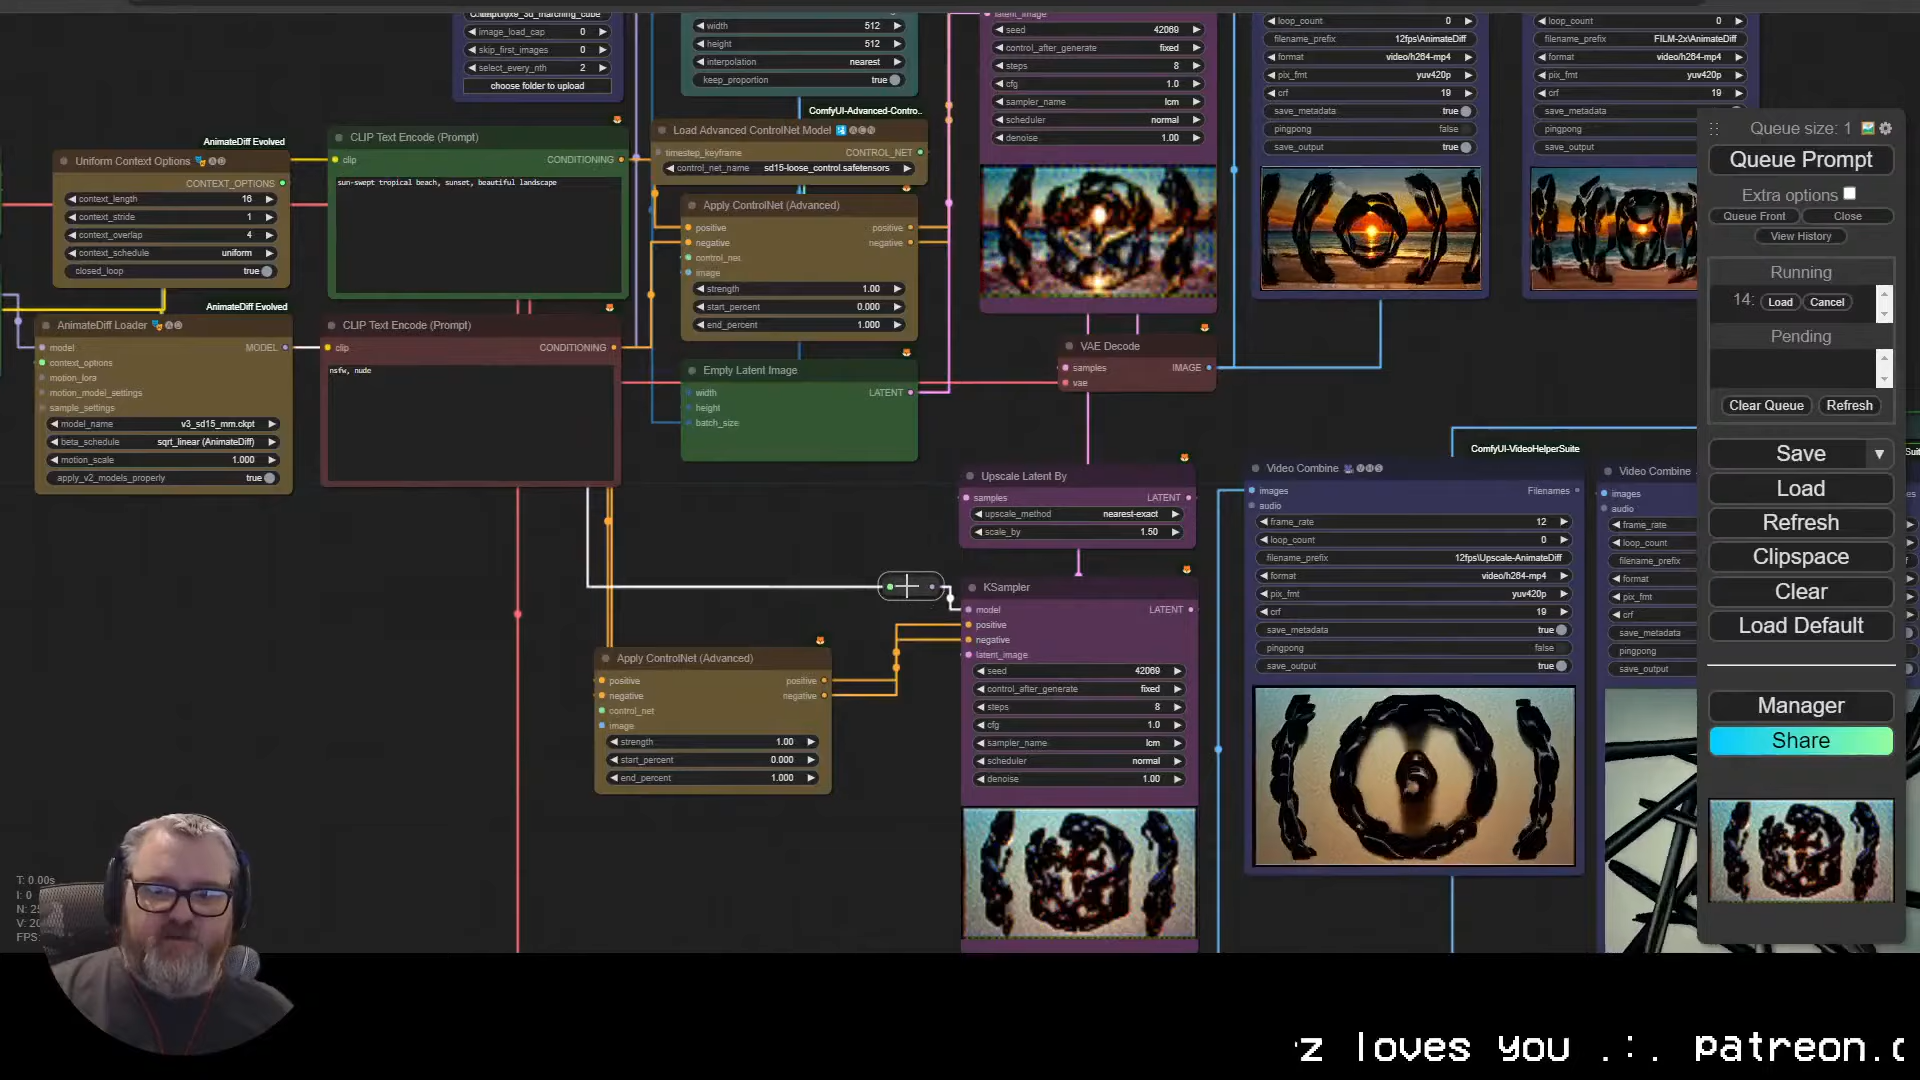 image_load_cap 0
skip_first_images 0
select_every_nth 2
choose folder to upload
width 512
height 512
interpolation nearest
keep_proportion true
latent_image
seed 42069
control_after_generate fixed
steps 8
cfg 1.0
sampler_name lcm
scheduler normal
denoise 1.00
loop_count 0
filename_prefix 12fps\AnimateDiff
format video/h264-mp4
pix_fmt yuv420p
crf 19
save_metadata true
pingpong false
save_output true
loop_count 0
filename_prefix FILM-2x\AnimateDiff
format video/h264-mp4
pix_fmt yuv420p
crf 19
save_metadata
pingpong
save_output
AnimateDiff Evolved
Uniform Context Options
CONTEXT_OPTIONS
context_length 16
context_stride 1
context_overlap 4
context_schedule uniform
closed_loop true
CLIP Text Encode (Prompt)
clip CONDITIONING
sun-swept tropical beach, sunset, beautiful landscape
ComfyUI-Advanced-Contro..
Load Advanced ControlNet Model
timestep_keyframe CONTROL_NET
control_net_name sd15-loose_control.safetensors
Apply ControlNet (Advanced)
positive positive
negative negative
control_net
image
strength 1.00
start_percent 0.000
end_percent 1.000
AnimateDiff Evolved
AnimateDiff Loader
model MODEL
context_options
motion_lora
motion_model_settings
sample_settings
model_name v3_sd15_mm.ckpt
beta_schedule sqrt_linear (AnimateDiff)
motion_scale 1.000
apply_v2_models_properly true
CLIP Text Encode (Prompt)
clip CONDITIONING
nsfw, nude
Empty Latent Image
width LATENT
height
batch_size
VAE Decode
samples IMAGE
vae
Upscale Latent By
samples LATENT
upscale_method nearest-exact
scale_by 1.50
KSampler
model LATENT
positive
negative
latent_image
seed 42069
control_after_generate fixed
steps 8
cfg 1.0
sampler_name lcm
scheduler normal
denoise 1.00
Apply ControlNet (Advanced)
positive positive
negative negative
control_net
image
strength 1.00
start_percent 0.000
end_percent 1.000
ComfyUI-VideoHelperSuite
Video Combine
images Filenames
audio
frame_rate 12
loop_count 0
filename_prefix 12fps\Upscale-AnimateDiff
format video/h264-mp4
pix_fmt yuv420p
crf 19
save_metadata true
pingpong false
save_output true
Video Combine
images
audio
frame_rate
loop_count
filename_prefix
format
pix_fmt
crf
save_metadata
pingpong
save_output
Queue size: 1
Queue Prompt
Extra options
Queue Front Close
View History
Running
14: Load Cancel
Pending
Clear Queue Refresh
Save ▼
Load
Refresh
Clipspace
Clear
Load Default
Manager
Share
T: 0.00s
I: 0
FPS:
z loves you .:. patreon.c